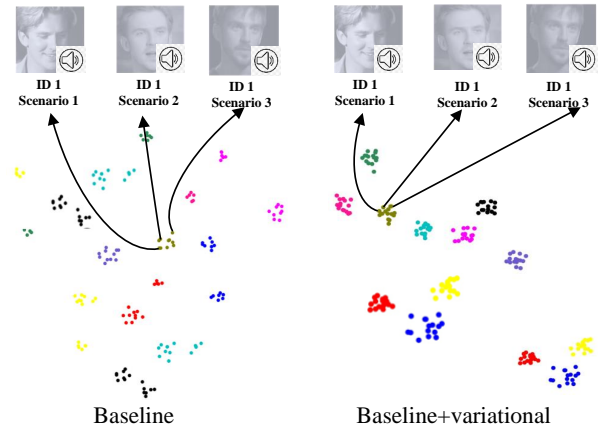 ID 1
Scenario 1
ID 1
Scenario 2
ID 1
Scenario 3
ID 1
Scenario 1
ID 1
Scenario 2
ID 1
Scenario 3
Baseline
Baseline+variational